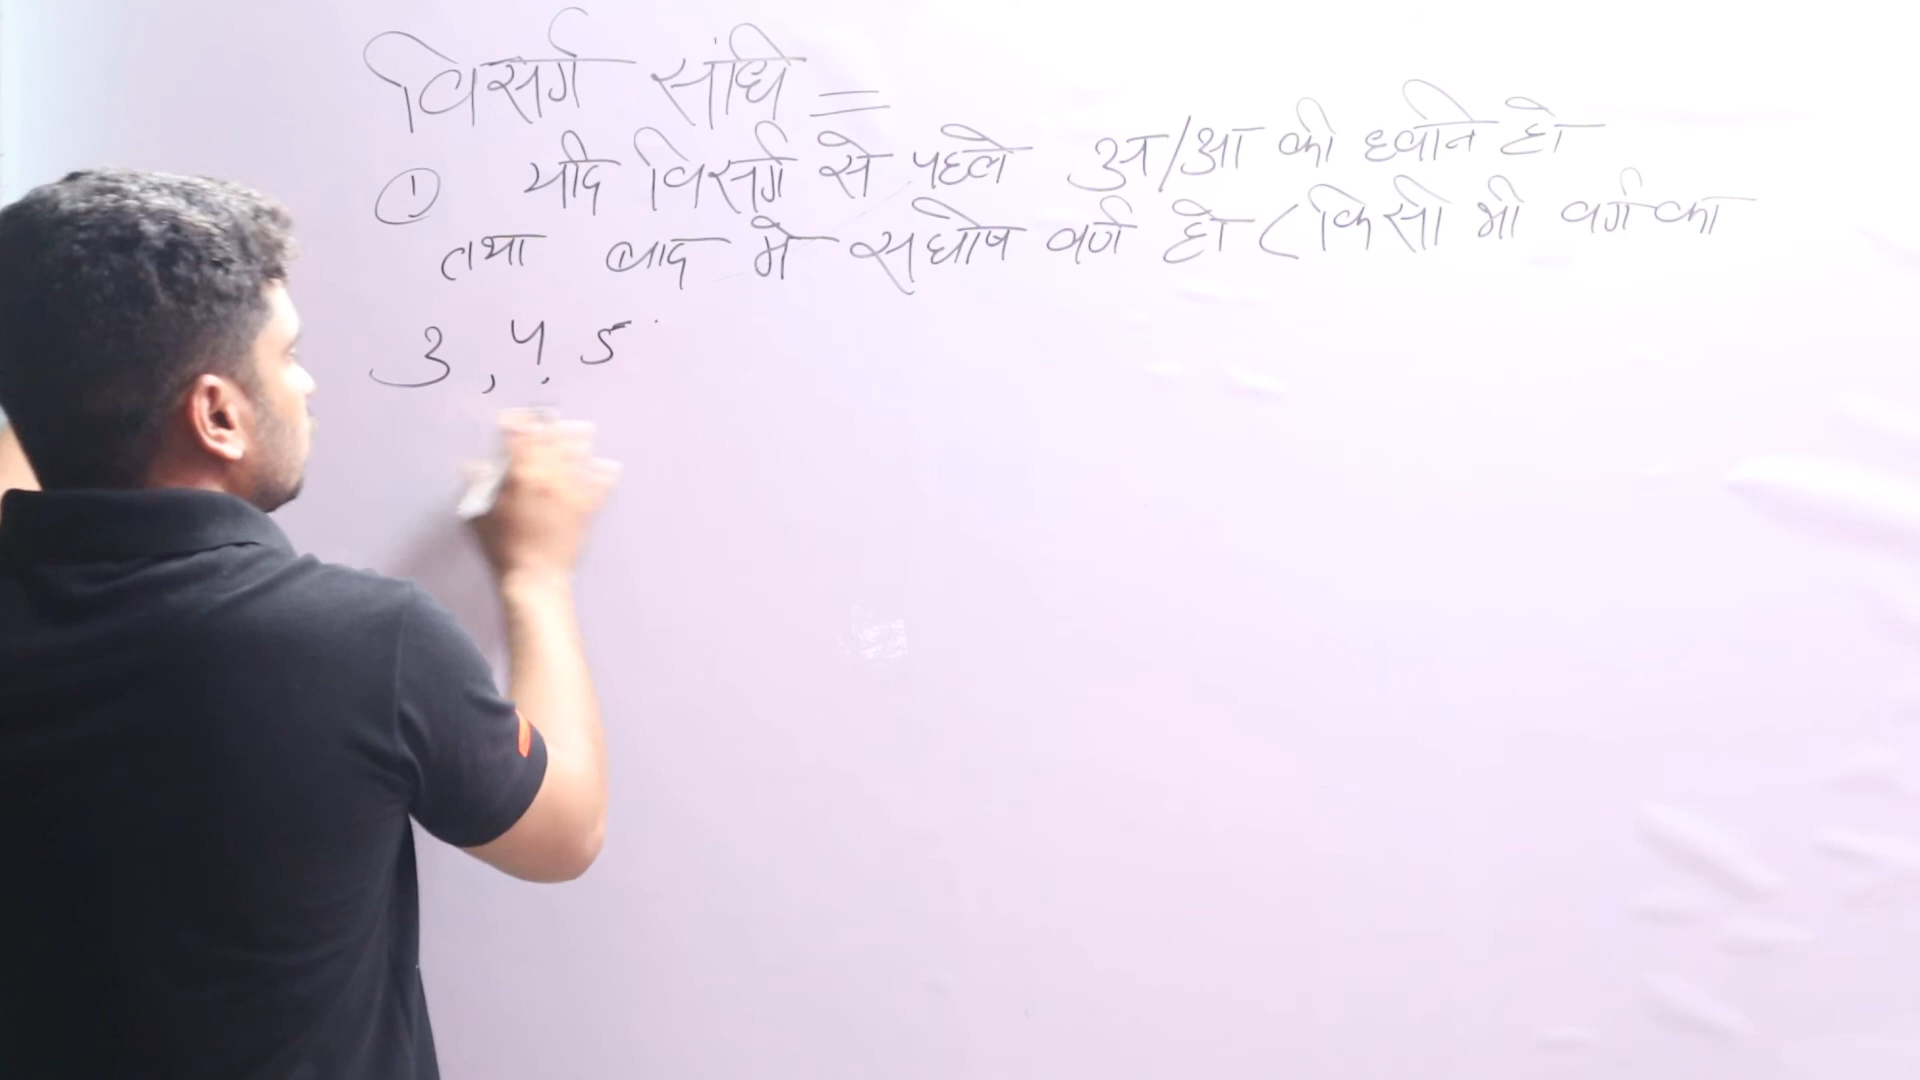 विसर्ग संधि =
① यदि विसर्ग से पहले अ/आ की ध्वनि हो
तथा बाद मे सघोष वर्ण हो ( किसी भी वर्ग का
3, 4, 5